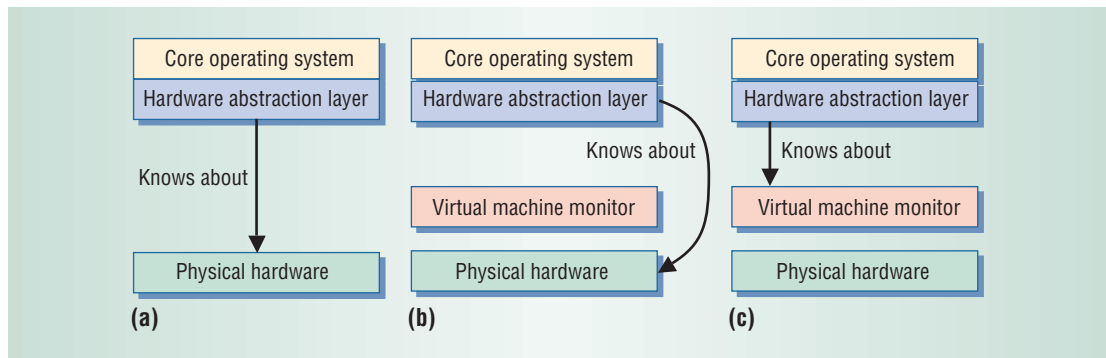 Core operating system
Hardware abstraction layer
Knows about
Physical hardware
(a)
Core operating system
Hardware abstraction layer
Knows about
Virtual machine monitor
Physical hardware
(b)
Core operating system
Hardware abstraction layer
Knows about
Virtual machine monitor
Physical hardware
(c)